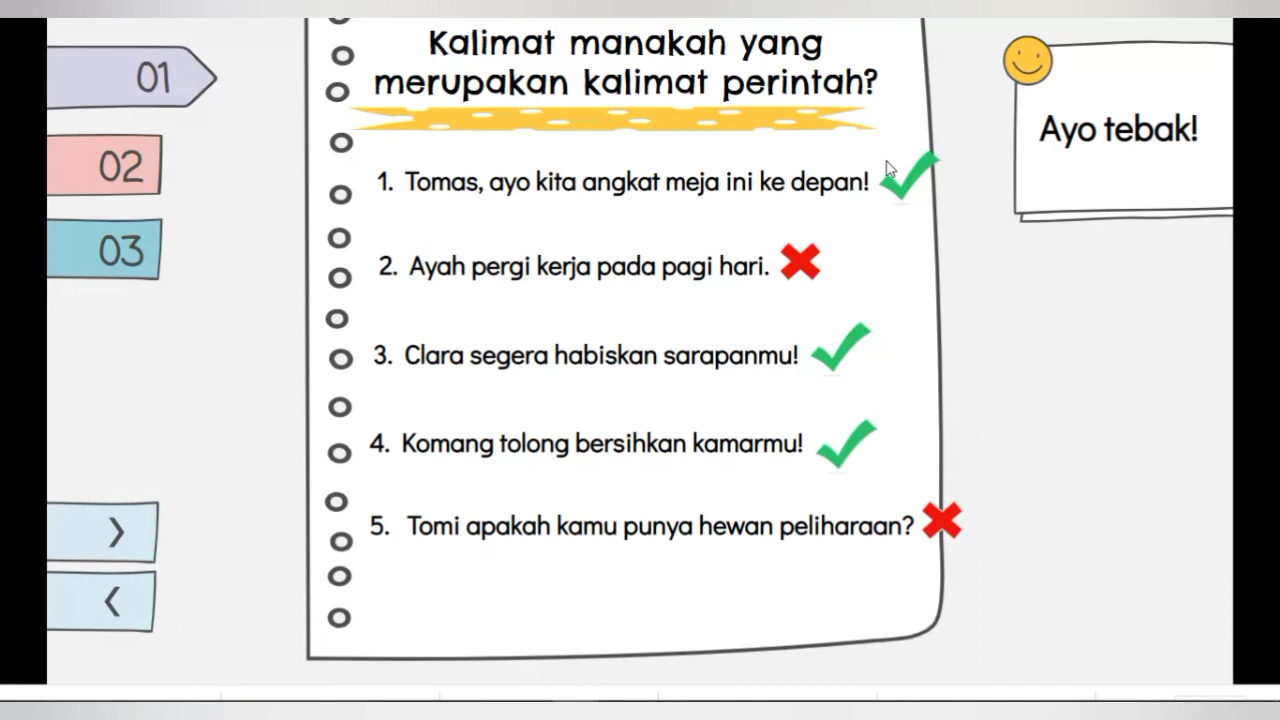 Kalimat manakah yang
merupakan kalimat perintah?
01
02
03
Ayo tebak!
1. Tomas, ayo kita angkat meja ini ke depan!
2. Ayah pergi kerja pada pagi hari.
3. Clara segera habiskan sarapanmu!
4. Komang tolong bersihkan kamarmu!
5. Tomi apakah kamu punya hewan peliharaan?